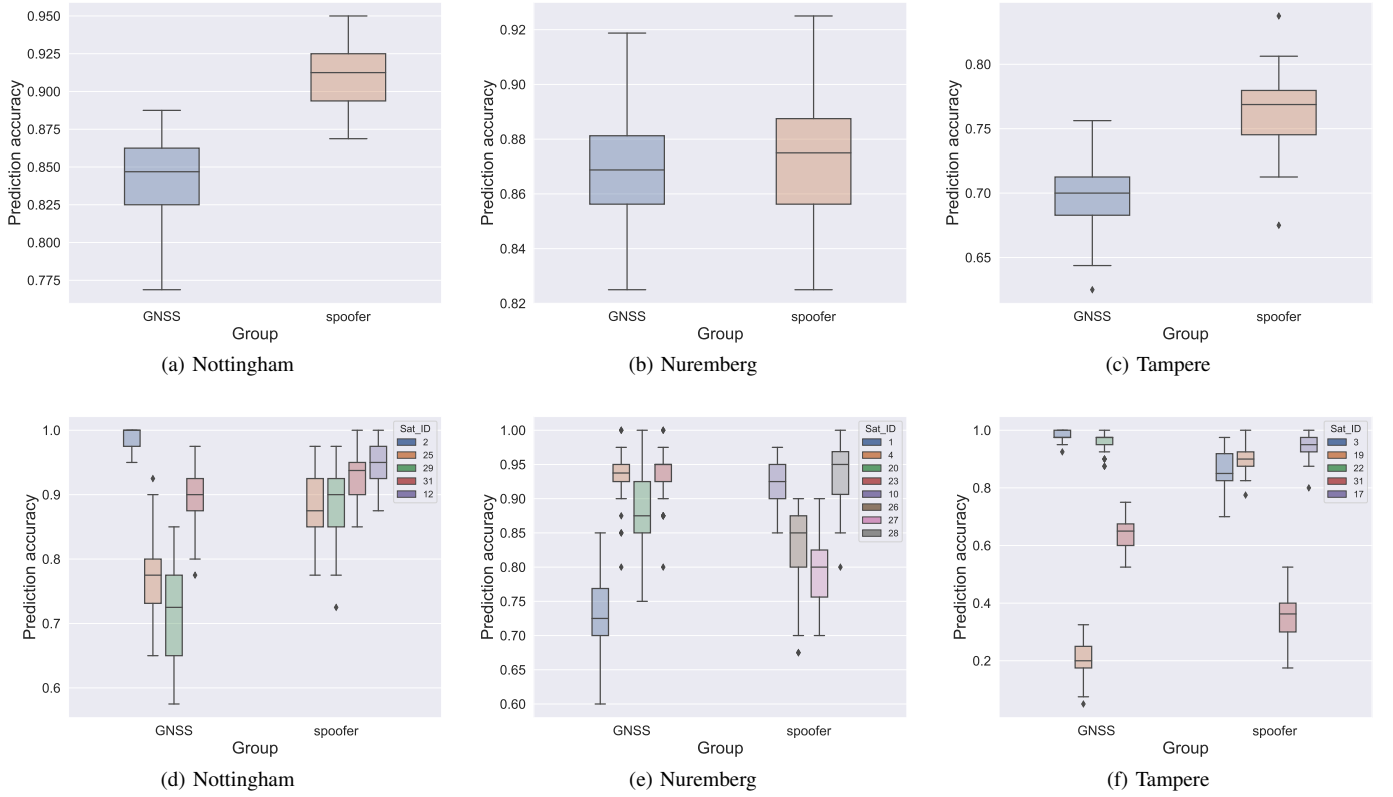 0.950
0.925
0.900
0.875
0.850
0.825
0.800
0.775
Prediction accuracy
GNSS
spoofer
Group
(a) Nottingham
0.92
0.90
0.88
0.86
0.84
0.82
Prediction accuracy
GNSS
spoofer
Group
(b) Nuremberg
0.80
0.75
0.70
0.65
Prediction accuracy
GNSS
spoofer
Group
(c) Tampere
1.0
0.9
0.8
0.7
0.6
Prediction accuracy
Sat_ID
2
25
29
31
12
GNSS
spoofer
Group
(d) Nottingham
1.00
0.95
0.90
0.85
0.80
0.75
0.70
0.65
0.60
Prediction accuracy
Sat_ID
1
4
20
23
10
26
27
28
GNSS
spoofer
Group
(e) Nuremberg
1.0
0.8
0.6
0.4
0.2
Prediction accuracy
Sat_ID
3
19
22
31
17
GNSS
spoofer
Group
(f) Tampere